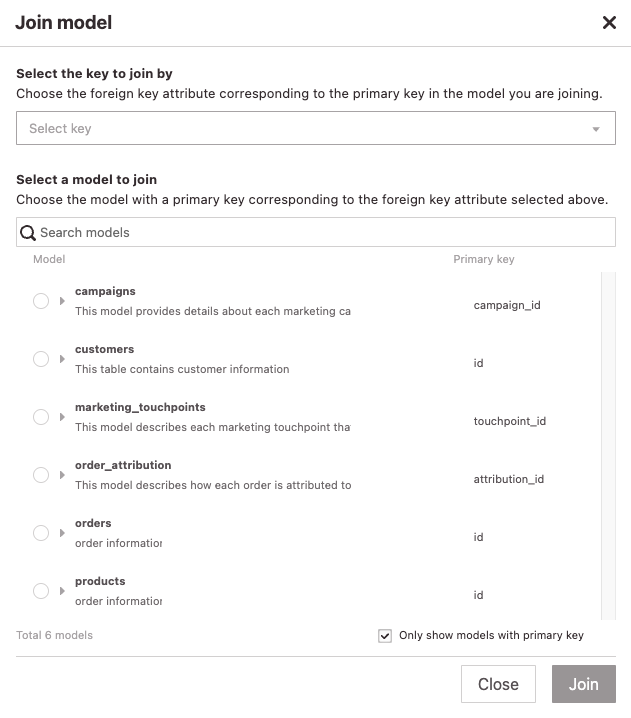 Join model
Select the key to join by
Choose the foreign key attribute corresponding to the primary key in the model you are joining.
Select key
Select a model to join
Choose the model with a primary key corresponding to the foreign key attribute selected above.
Search models
Model Primary key
campaigns
This model provides details about each marketing ca
campaign_id
customers
This table contains customer information
id
marketing_touchpoints
This model describes each marketing touchpoint tha
touchpoint_id
order_attribution
This model describes how each order is attributed to
attribution_id
orders
order information
id
products
order information
id
Total 6 models
Only show models with primary key
Close Join